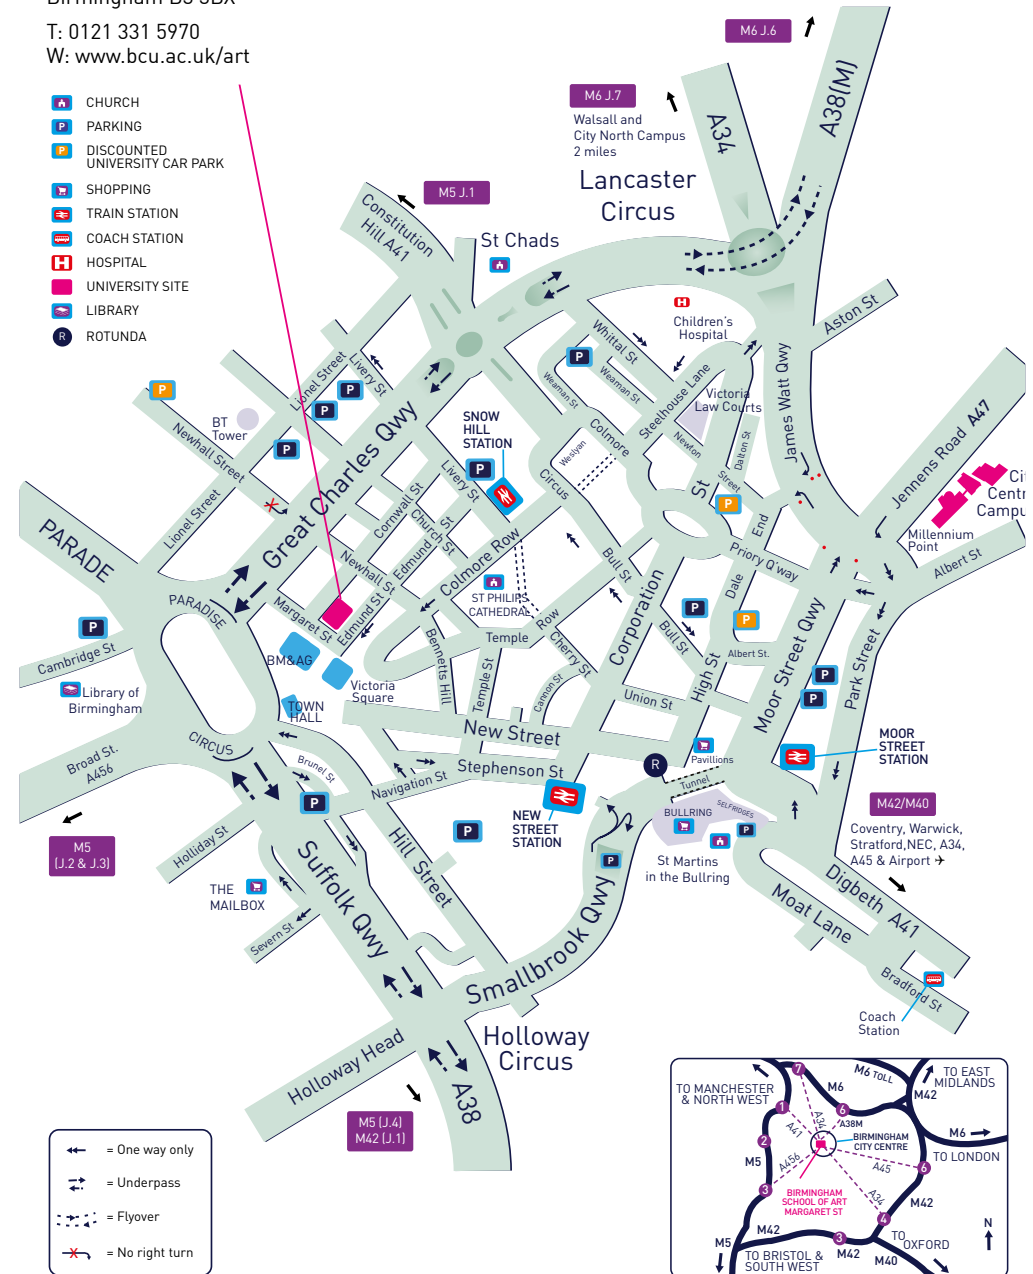 T: 0121 331 5970
W: www.bcu.ac.uk/art
CHURCH
P
PARKING
P
DISCOUNTED
UNIVERSITY CAR PARK
SHOPPING
TRAIN STATION
COACH STATION
H
HOSPITAL
UNIVERSITY SITE
LIBRARY
R
ROTUNDA
M6 J.6
M6 J.7
Walsall and
City North Campus
2 miles
A34
A38(M)
Lancaster
Circus
M5 J.1
Constitution
Hill A41
St Chads
H
Children's
Hospital
Aston St
Whittal St
Weaman St
Weaman St
Steelhouse Lane
Victoria
Law Courts
James Watt Qwy
Jennens Road A47
Lionel Street
Livery St
P
P
P
P
P
BT
Tower
Newhall Street
Lionel Street
Great Charles Qwy
SNOW
HILL
STATION
P
Livery St
Colmore
Circus
Weslyan
Newton
Street
Dalton St
P
St
End
Millennium
Point
Albert St
PARADE
Cornwall St
Church St
Edmund St
Colmore Row
Newhall St
Edmund St
Margaret St
ST PHILIPS
CATHEDRAL
Bull St
Priory Q'way
Dale
P
P
PARADISE
P
Cambridge St
Library of
Birmingham
BM&AG
Victoria
Square
TOWN
HALL
Bennetts Hill
Temple
Row
Temple St
Cherry St
Cannon St
Corporation
Bull St
High St
Albert St.
Union St
Moor Street Qwy
P
P
Park Street
CIRCUS
Broad St.
A456
New Street
Stephenson St
Navigation St
Brunel St
P
R
Pavillions
Tunnel
MOOR
STREET
STATION
M5
(J.2 & J.3)
Holliday St
THE
MAILBOX
Severn St
Suffolk Qwy
Hill Street
P
NEW
STREET
STATION
P
BULLRING
SELFRIDGES
P
St Martins
in the Bullring
M42/M40
Coventry, Warwick,
Stratford,NEC, A34,
A45 & Airport
Digbeth A41
Moat Lane
Bradford St
Coach
Station
Smallbrook Qwy
Holloway
Circus
Holloway Head
A38
M5 (J.4)
M42 (J.1)
= One way only
= Underpass
= Flyover
X
= No right turn
TO MANCHESTER
& NORTH WEST
7
M6
M6 TOLL
TO EAST
MIDLANDS
M42
1
6
A34
A38M
A41
BIRMINGHAM
CITY CENTRE
M6
TO LONDON
2
M5
A456
A45
6
3
BIRMINGHAM
SCHOOL OF ART
MARGARET ST
A34
M42
4
M42
M5
3
M42
TO
OXFORD
M40
TO BRISTOL &
SOUTH WEST
N